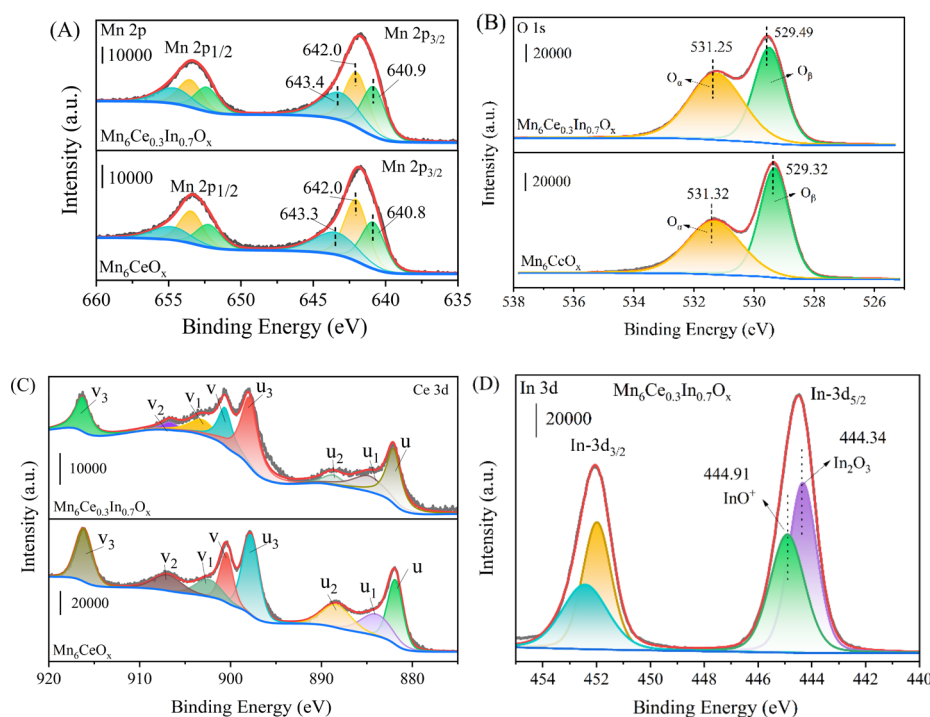 (A)
Mn 2p
10000
Mn 2p1/2
642.0
643.4
Mn 2p3/2
640.9
Mn6Ce0.3In0.7Ox
10000
Mn 2p1/2
642.0
643.3
Mn 2p3/2
640.8
Mn6CeOx
Intensity (a.u.)
660 655 650 645 640 635
Binding Energy (eV)
(B)
O 1s
20000
531.25
529.49
Oα
Oβ
Mn6Ce0.3In0.7Ox
20000
531.32
529.32
Oα
Oβ
Mn6CeOx
Intensity (a.u.)
538 536 534 532 530 528 526
Binding Energy (eV)
(C)
Ce 3d
v3
v2
v1
v
u3
u2
u1
u
10000
Mn6Ce0.3In0.7Ox
v3
v2
v1
v
u3
u2
u1
u
20000
Mn6CeOx
Intensity (a.u.)
920 910 900 890 880
Binding Energy (eV)
(D)
In 3d
Mn6Ce0.3In0.7Ox
20000
In-3d3/2
In-3d5/2
444.91
InO+
444.34
In2O3
Intensity (a.u.)
454 452 450 448 446 444 442 440
Binding Energy (eV)